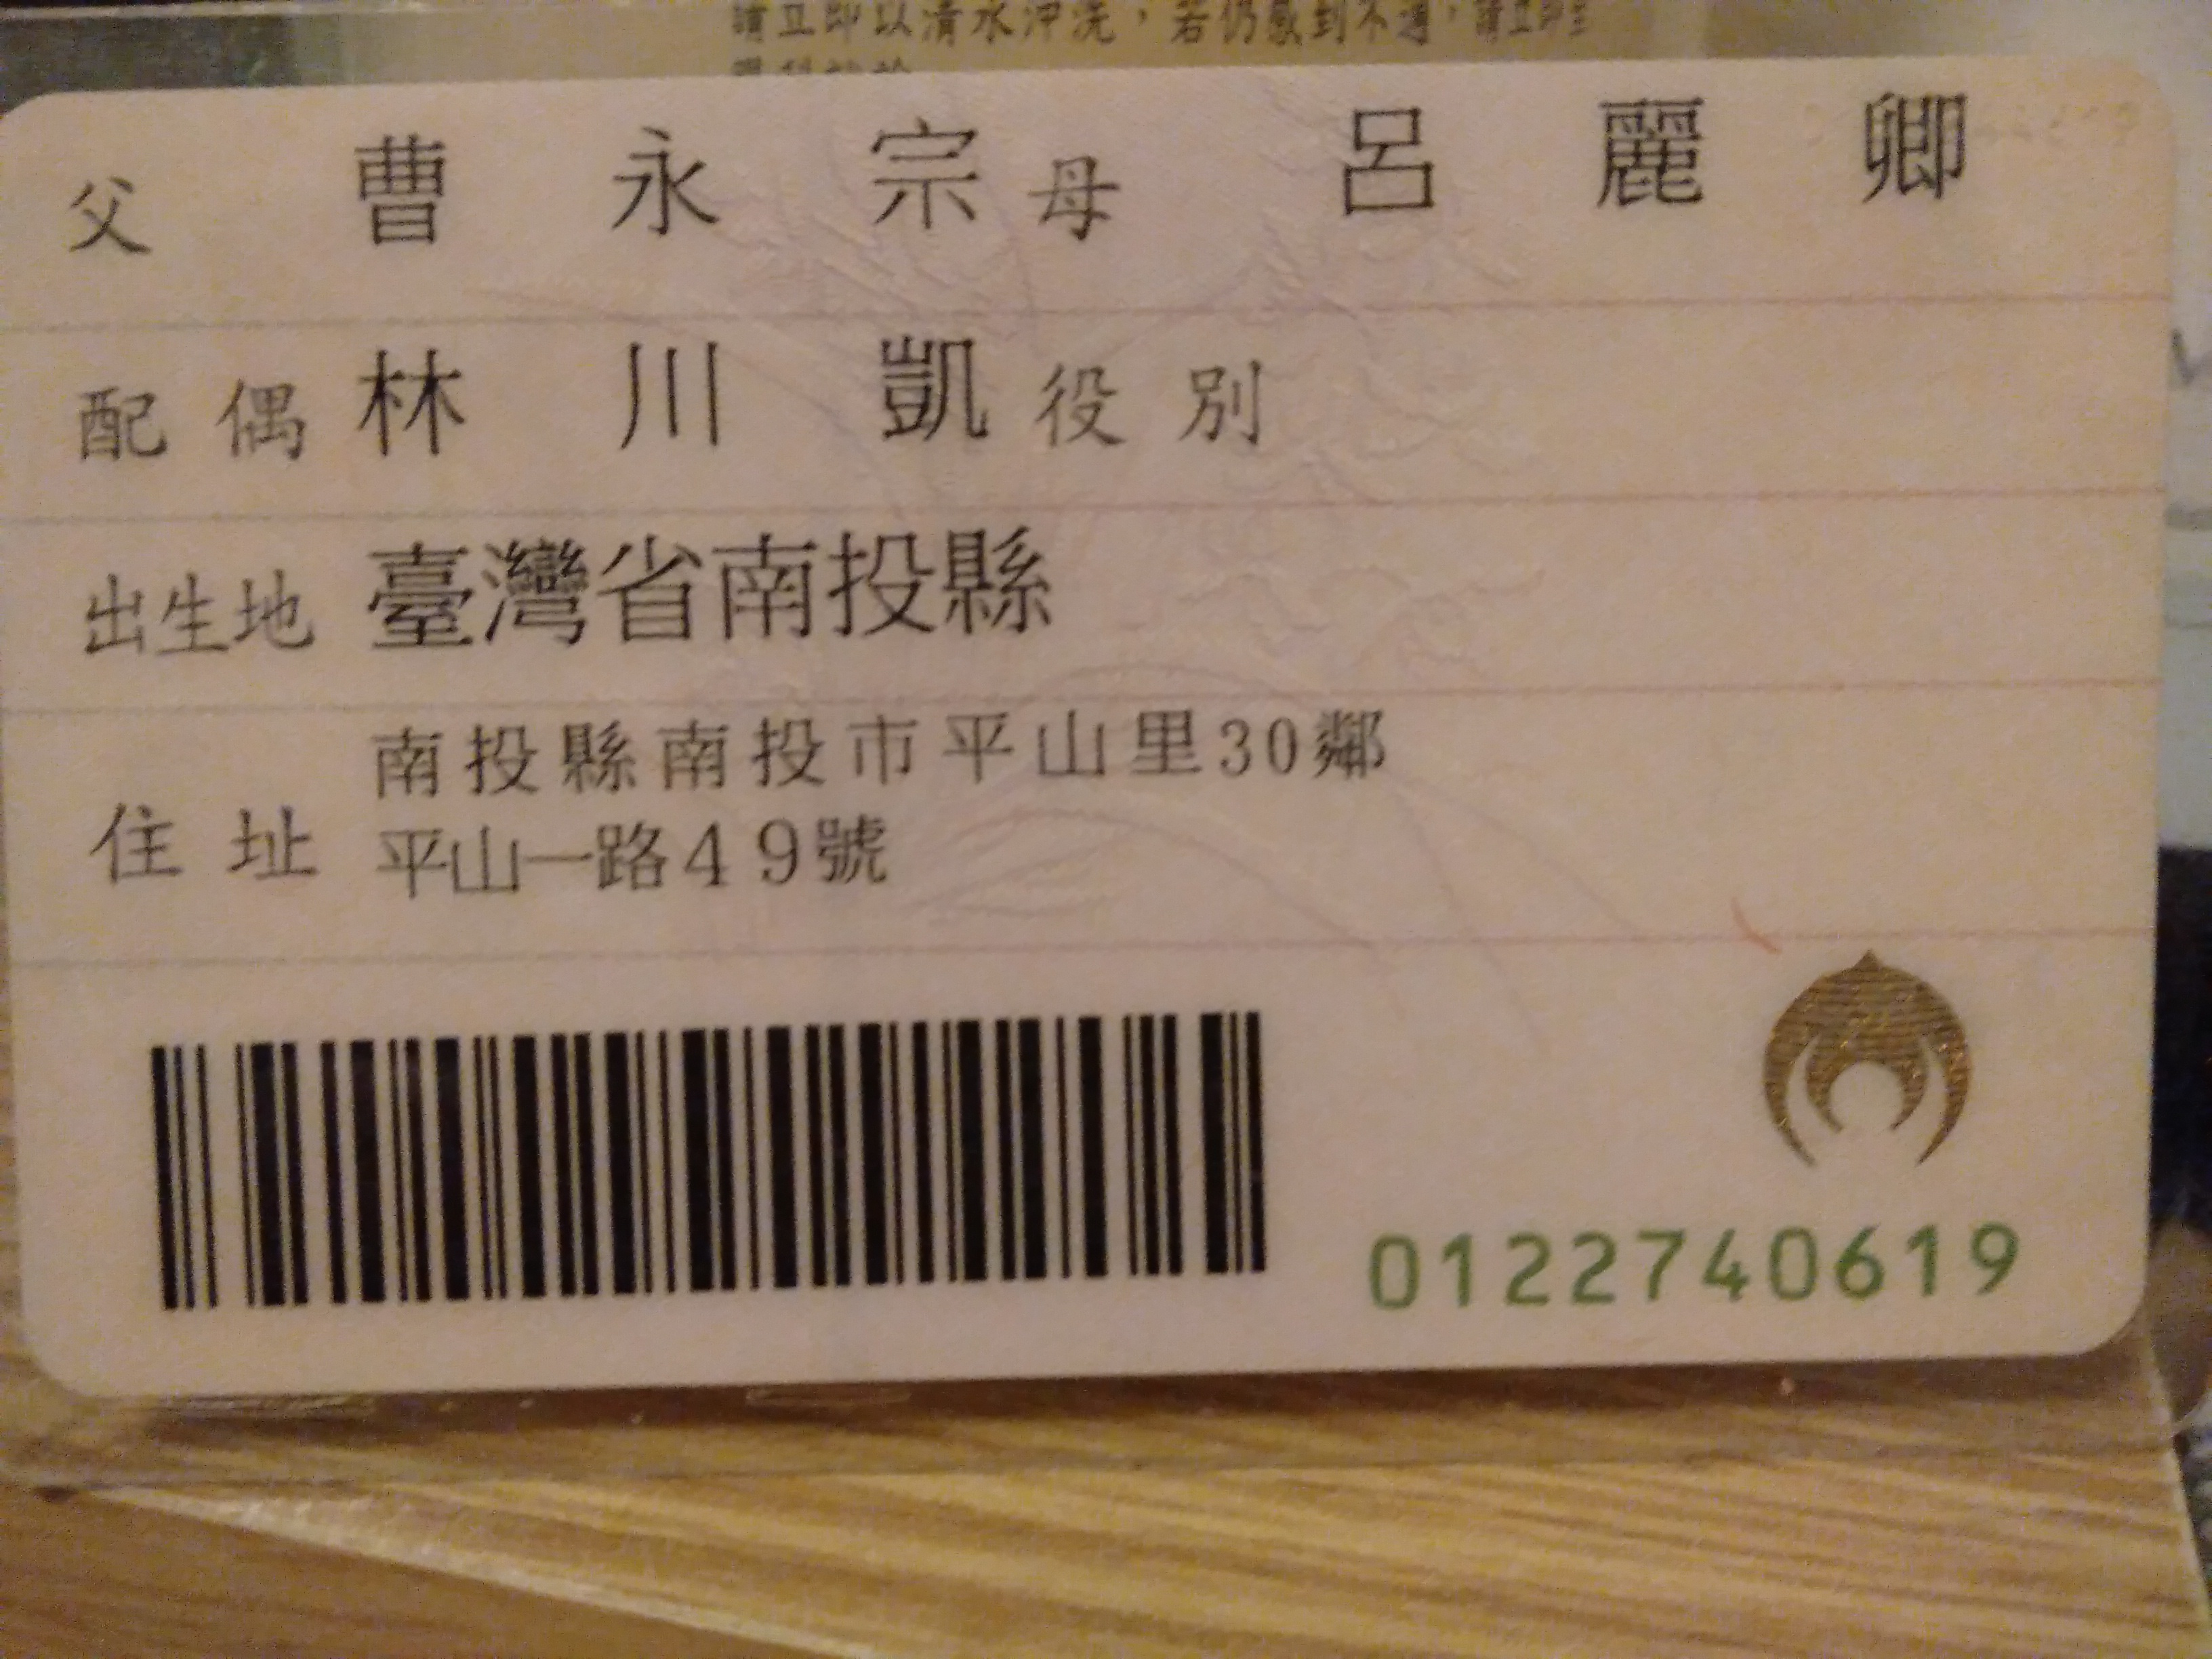 請立即以清水沖洗,若仍感到不適,請立即至
父 曹永宗 母 呂麗卿
配偶 林川凱 役別
出生地 臺灣省南投縣
住址 南投縣南投市平山里30鄰
平山一路49號
0122740619